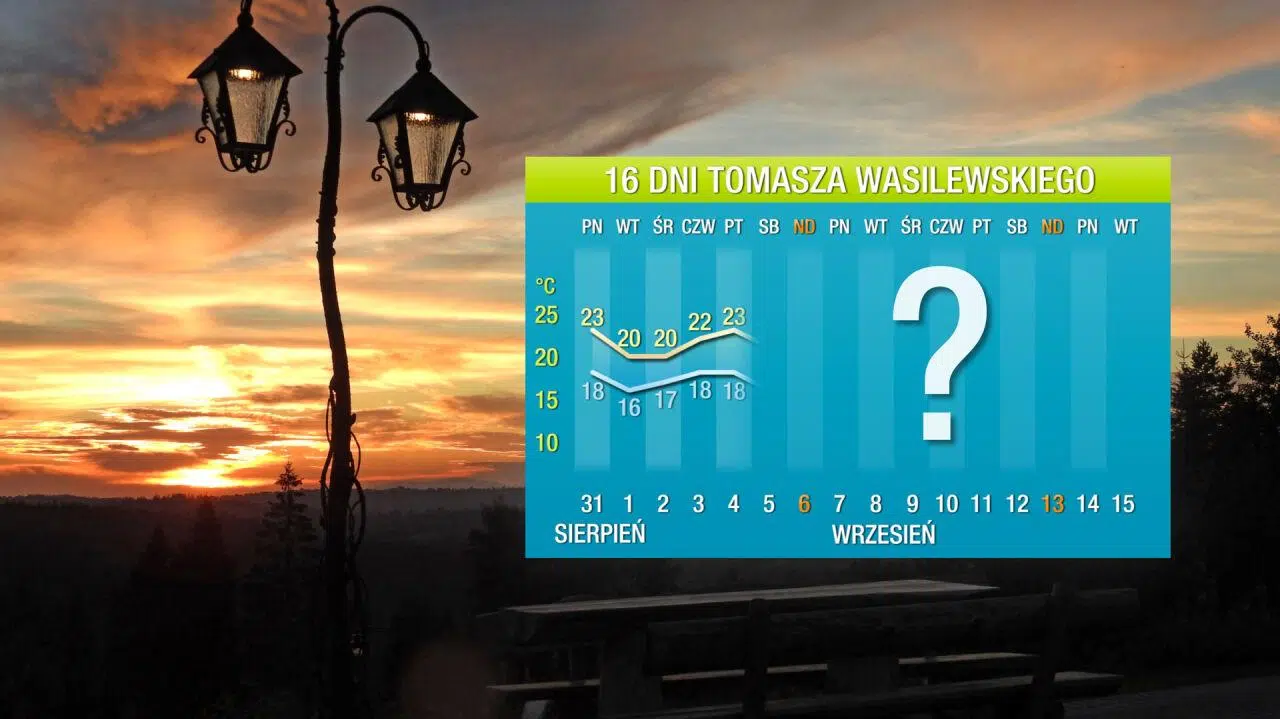 16 DNI TOMASZA WASILEWSKIEGO
PN WT ŚR CZW PT SB ND PN WT ŚR CZW PT SB ND PN WT
°C
25
20
15
10
23 20 20 22 23
18 16 17 18 18
?
31 1 2 3 4 5 6 7 8 9 10 11 12 13 14 15
SIERPIEŃ WRZESIEŃ